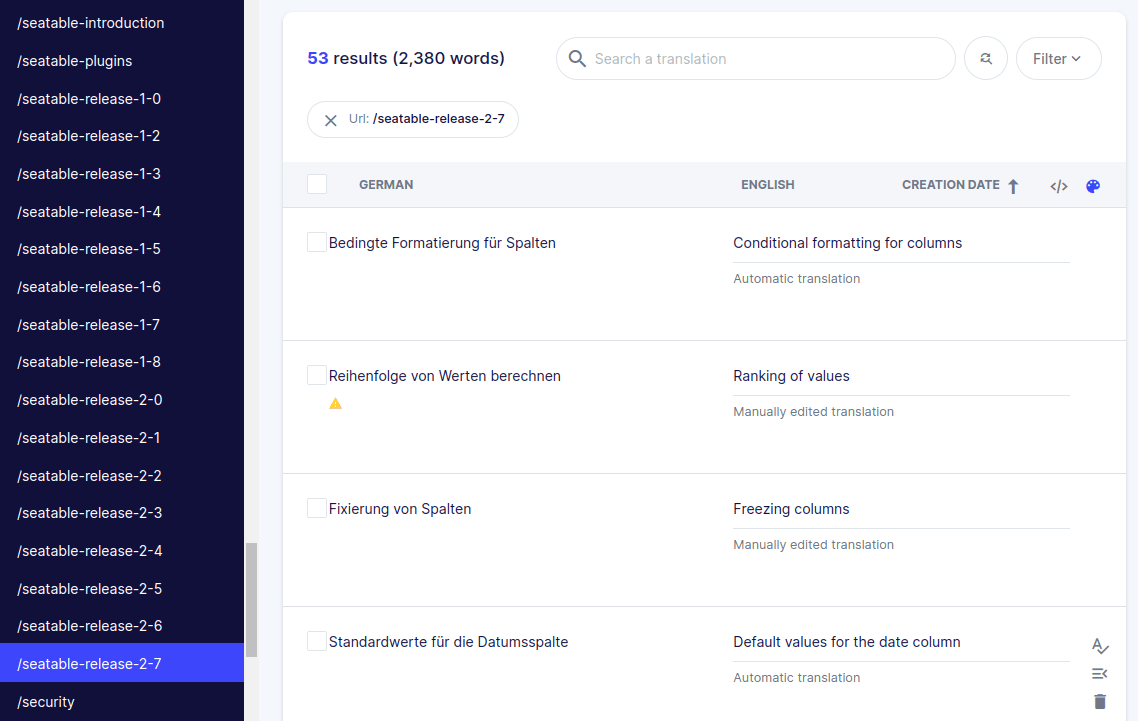 /seatable-introduction
/seatable-plugins
/seatable-release-1-0
/seatable-release-1-2
/seatable-release-1-3
/seatable-release-1-4
/seatable-release-1-5
/seatable-release-1-6
/seatable-release-1-7
/seatable-release-1-8
/seatable-release-2-0
/seatable-release-2-1
/seatable-release-2-2
/seatable-release-2-3
/seatable-release-2-4
/seatable-release-2-5
/seatable-release-2-6
/seatable-release-2-7
/security
53 results (2,380 words)
Search a translation
Filter
Url: /seatable-release-2-7
GERMAN ENGLISH CREATION DATE
Bedingte Formatierung für Spalten Conditional formatting for columns
Automatic translation
Reihenfolge von Werten berechnen Ranking of values
Manually edited translation
Fixierung von Spalten Freezing columns
Manually edited translation
Standardwerte für die Datumsspalte Default values for the date column
Automatic translation